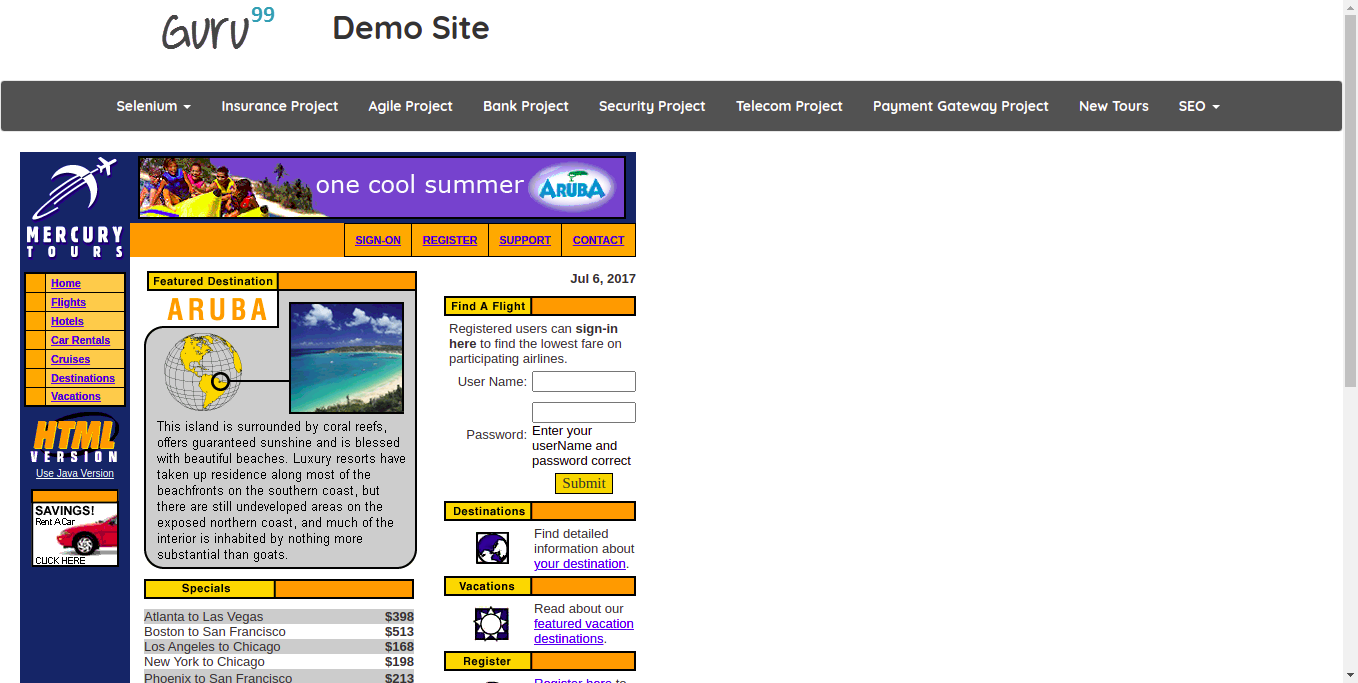 Guru99
Demo Site
Selenium
Insurance Project
Agile Project
Bank Project
Security Project
Telecom Project
Payment Gateway Project
New Tours
SEO
one cool summer
ARUBA
MERCURY
TOURS
SIGN-ON
REGISTER
SUPPORT
CONTACT
Home
Flights
Hotels
Car Rentals
Cruises
Destinations
Vacations
HTML
VERSION
Use Java Version
SAVINGS!
Rent A Car
CLICK HERE
Featured Destination
ARUBA
This island is surrounded by coral reefs,
offers guaranteed sunshine and is blessed
with beautiful beaches. Luxury resorts have
taken up residence along most of the
beachfronts on the southern coast, but
there are still undeveloped areas on the
exposed northern coast, and much of the
interior is inhabited by nothing more
substantial than goats.
Specials
Atlanta to Las Vegas $398
Boston to San Francisco $513
Los Angeles to Chicago $168
New York to Chicago $198
Phoenix to San Francisco $213
Jul 6, 2017
Find A Flight
Registered users can sign-in
here to find the lowest fare on
participating airlines.
User Name:
Password:
Enter your
userName and
password correct
Submit
Destinations
Find detailed
information about
your destination.
Vacations
Read about our
featured vacation
destinations.
Register
Register here to